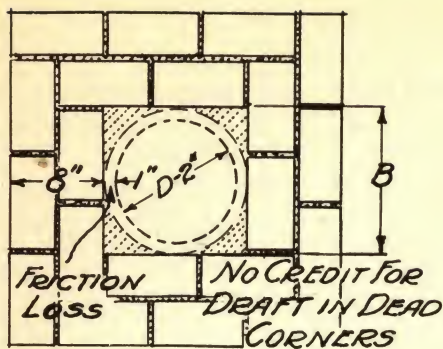 8"
1"
D-2"
B
FRICTION
LOSS
NO CREDIT FOR
DRAFT IN DEAD
CORNERS